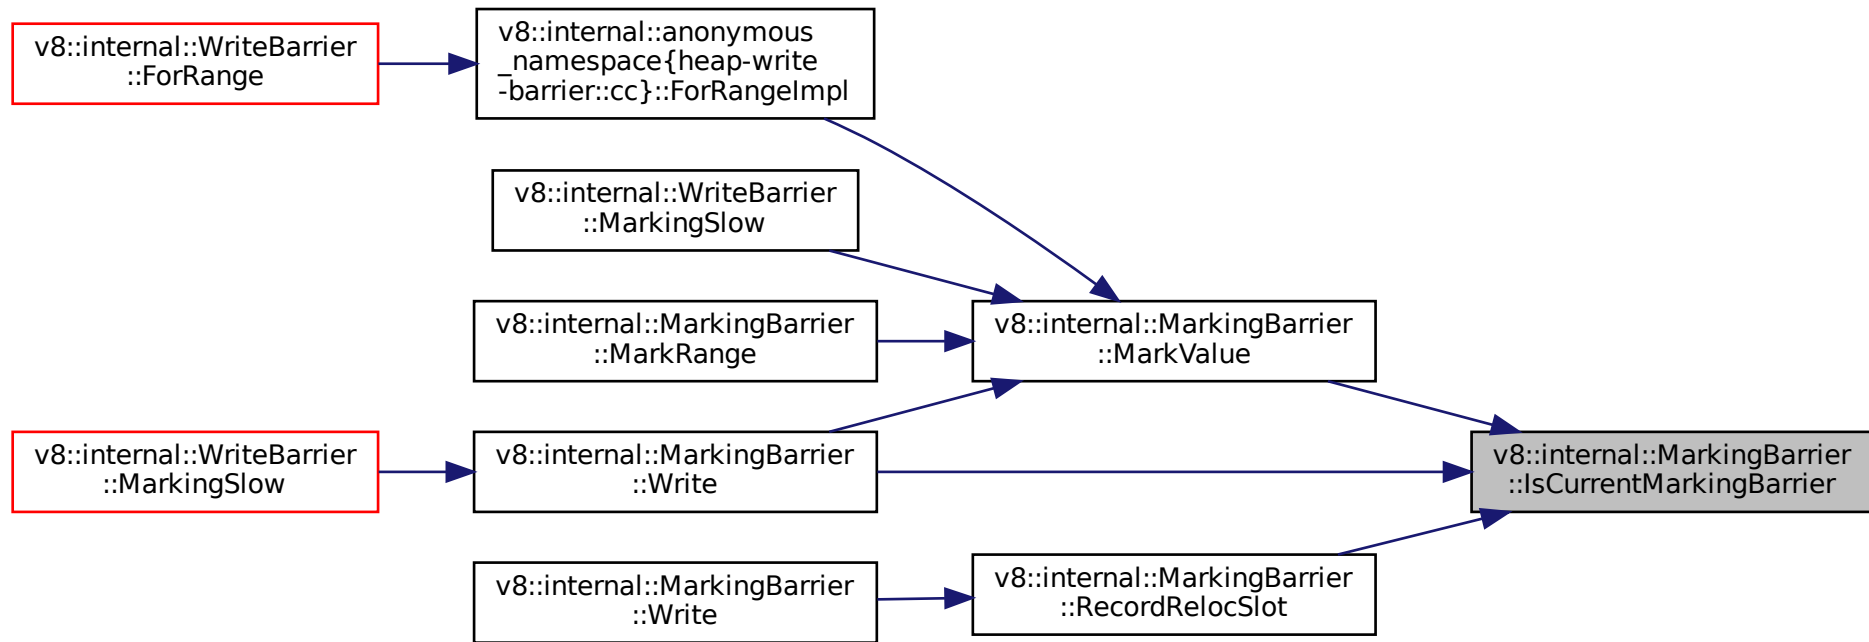 v8::internal::WriteBarrier
::ForRange
v8::internal::anonymous
_namespace{heap-write
-barrier::cc}::ForRangeImpl
v8::internal::WriteBarrier
::MarkingSlow
v8::internal::MarkingBarrier
::MarkRange
v8::internal::MarkingBarrier
::MarkValue
v8::internal::WriteBarrier
::MarkingSlow
v8::internal::MarkingBarrier
::Write
v8::internal::MarkingBarrier
::IsCurrentMarkingBarrier
v8::internal::MarkingBarrier
::Write
v8::internal::MarkingBarrier
::RecordRelocSlot